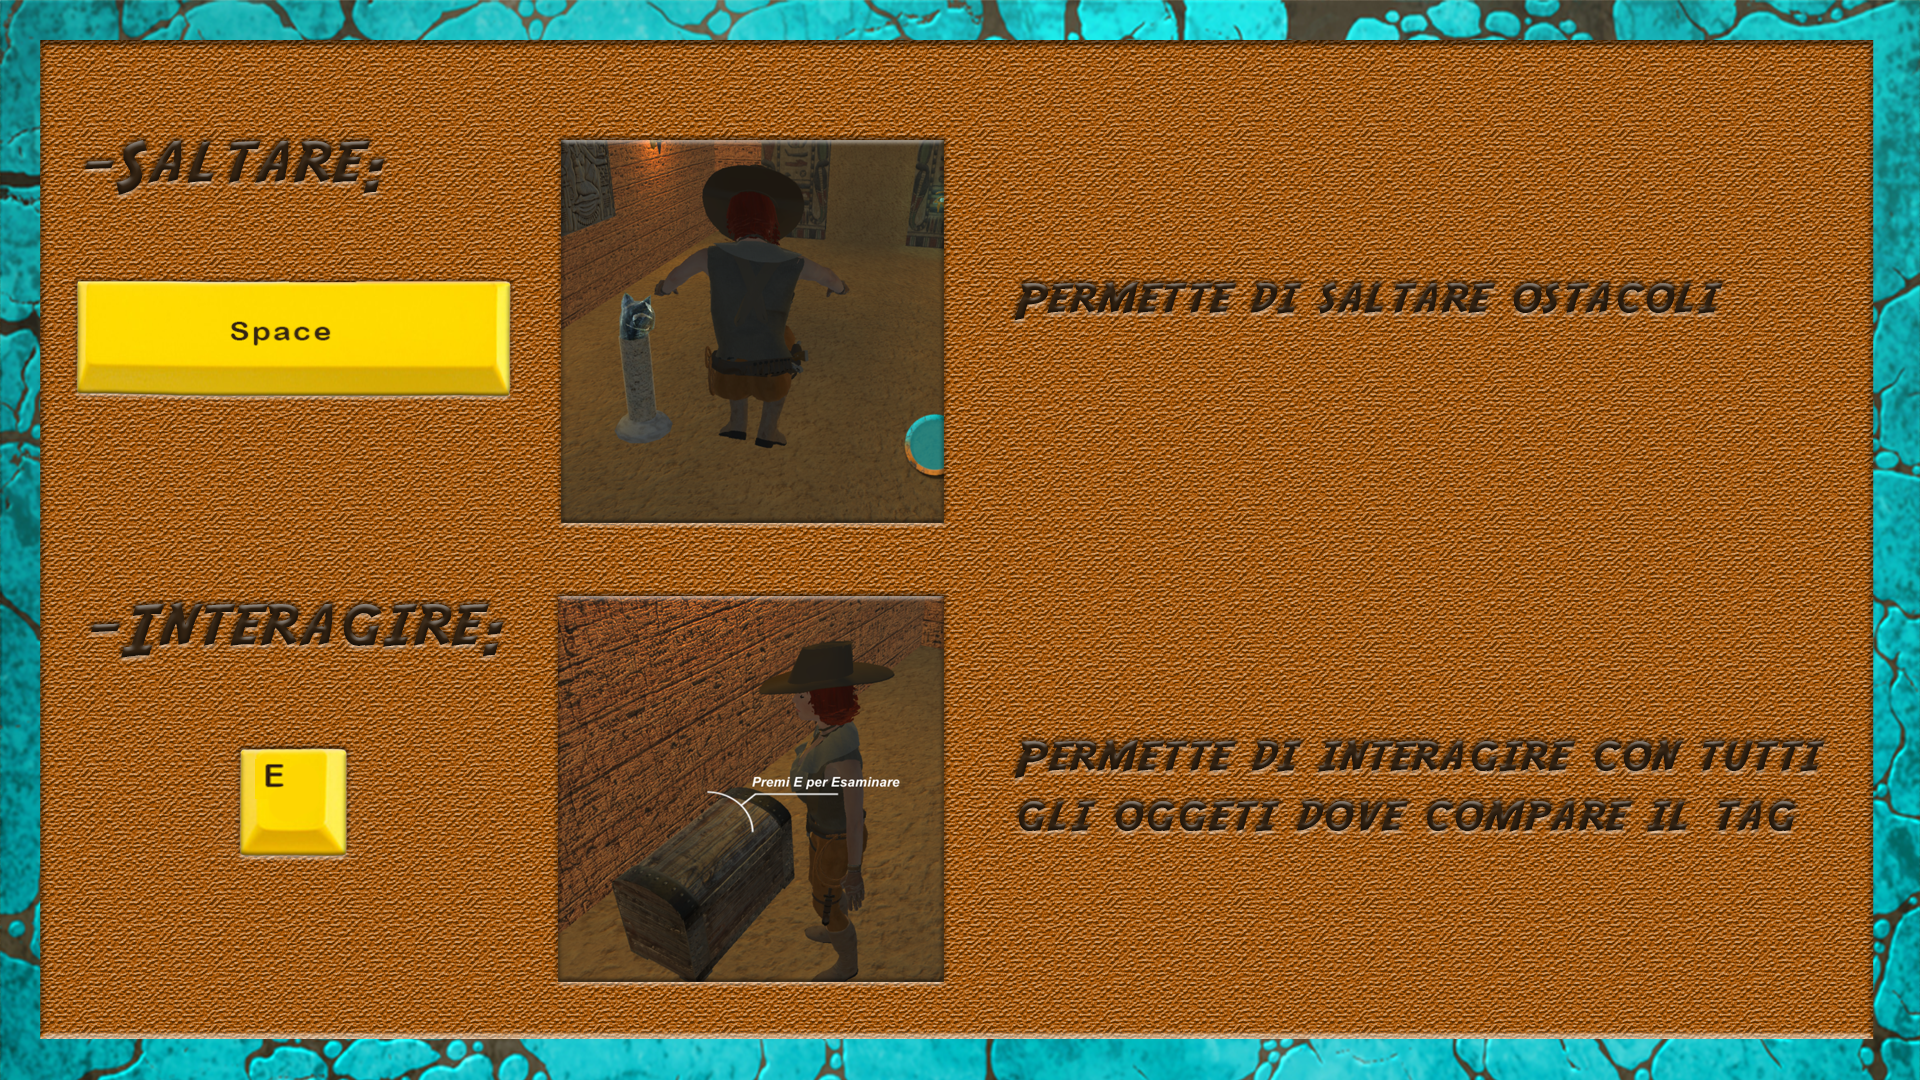 -Saltare:
Space
Permette di saltare ostacoli
-Interagire:
E
Premi E per Esaminare
Permette di interagire con tutti
gli oggeti dove compare il tag